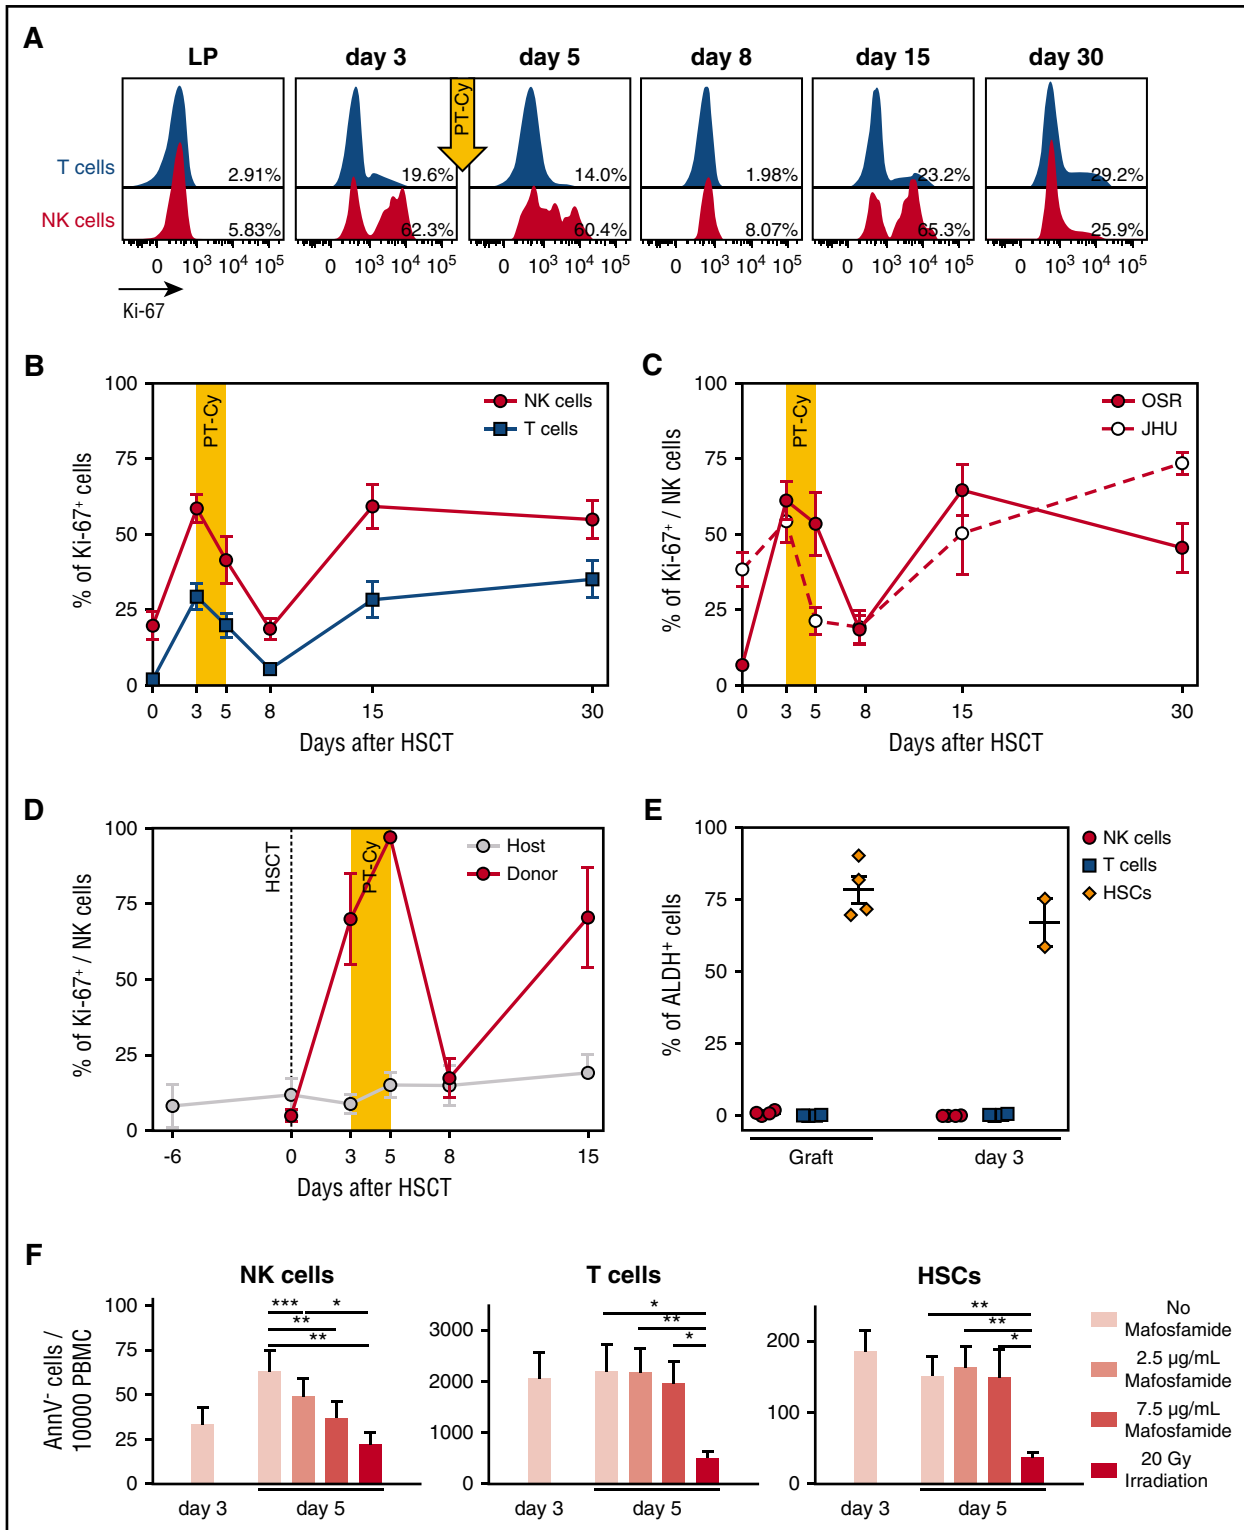 A
LP day 3 day 5 day 8 day 15 day 30
PT-Cy
T cells 2.91% 19.6% 14.0% 1.98% 23.2% 29.2%
NK cells 5.83% 62.3% 60.4% 8.07% 65.3% 25.9%
0 10³ 10⁴ 10⁵ 0 10³ 10⁴ 10⁵ 0 10³ 10⁴ 10⁵ 0 10³ 10⁴ 10⁵ 0 10³ 10⁴ 10⁵ 0 10³ 10⁴ 10⁵
Ki-67
B
% of Ki-67⁺ cells
100
75
50
25
0
PT-Cy
NK cells
T cells
0 3 5 8 15 30
Days after HSCT
C
% of Ki-67⁺ / NK cells
100
75
50
25
0
PT-Cy
OSR
JHU
0 3 5 8 15 30
Days after HSCT
D
% of Ki-67⁺ / NK cells
100
75
50
25
0
HSCT
PT-Cy
Host
Donor
-6 0 3 5 8 15
Days after HSCT
E
% of ALDH⁺ cells
100
75
50
25
0
NK cells
T cells
HSCs
Graft day 3
F
AnnV⁻ cells /
10000 PBMC
NK cells
100
75
50
25
0
*** *
**
**
day 3 day 5
T cells
3000
2000
1000
0
*
**
*
day 3 day 5
HSCs
200
100
0
**
**
*
day 3 day 5
No
Mafosfamide
2.5 µg/mL
Mafosfamide
7.5 µg/mL
Mafosfamide
20 Gy
Irradiation